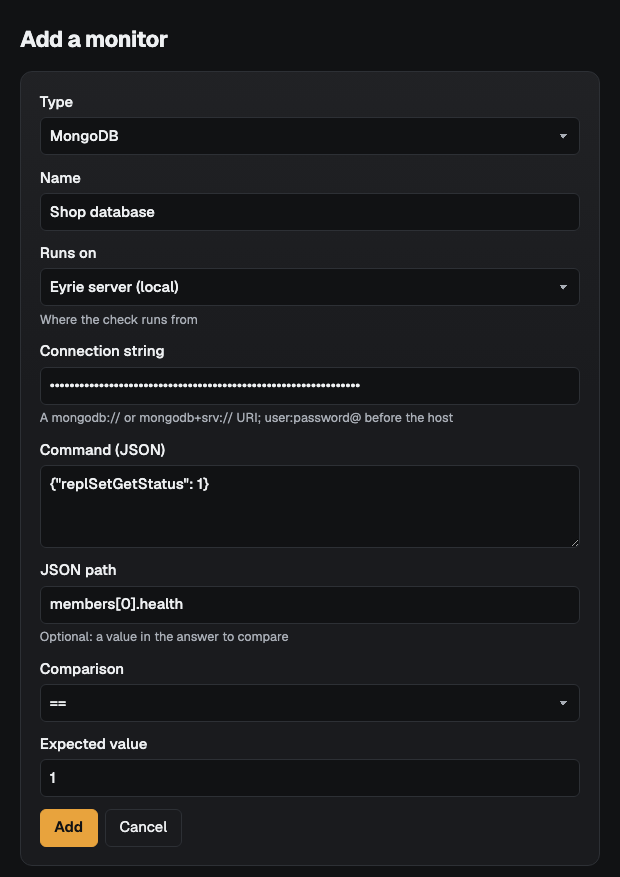 Add a monitor
Type
MongoDB
Name
Shop database
Runs on
Eyrie server (local)
Where the check runs from
Connection string
••••••••••••••••••••••••••••••••••••••••••••••••••••••••••••••
A mongodb:// or mongodb+srv:// URI; user:password@ before the host
Command (JSON)
{"replSetGetStatus": 1}
JSON path
members[0].health
Optional: a value in the answer to compare
Comparison
==
Expected value
1
Add
Cancel